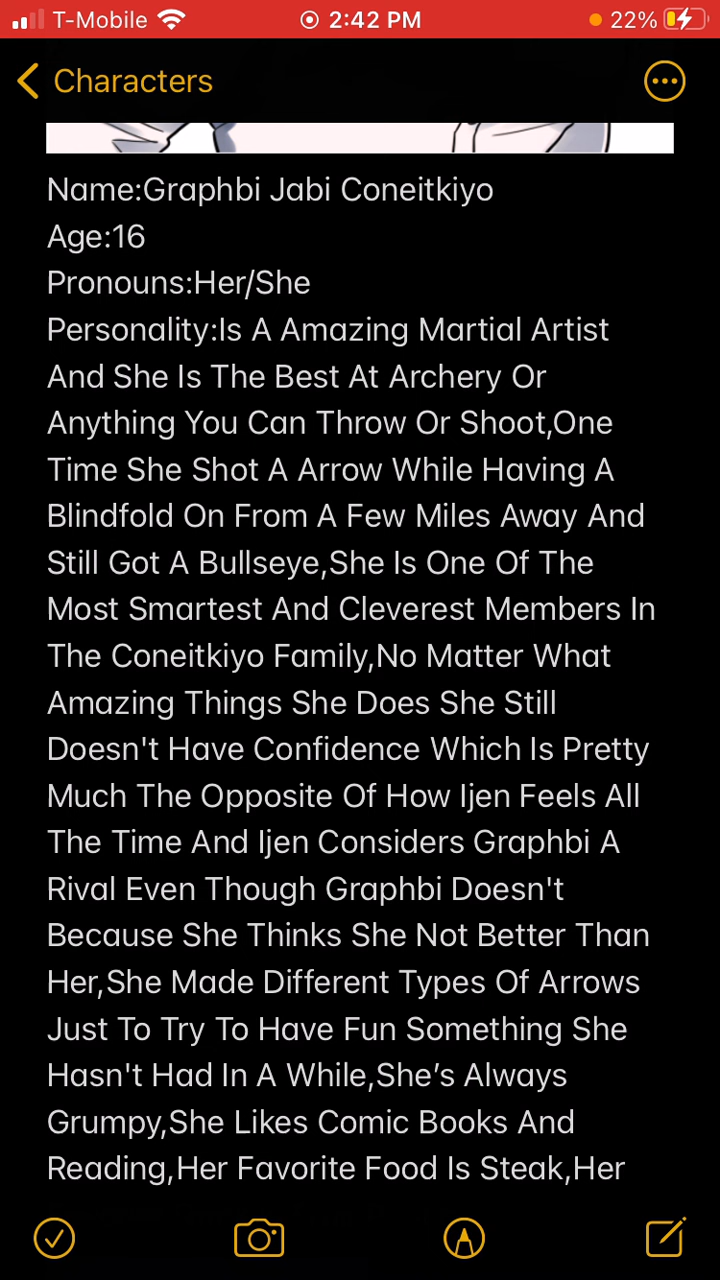 T-Mobile 2:42 PM 22%
Characters
Name:Graphbi Jabi Coneitkiyo
Age:16
Pronouns:Her/She
Personality:Is A Amazing Martial Artist
And She Is The Best At Archery Or
Anything You Can Throw Or Shoot,One
Time She Shot A Arrow While Having A
Blindfold On From A Few Miles Away And
Still Got A Bullseye,She Is One Of The
Most Smartest And Cleverest Members In
The Coneitkiyo Family,No Matter What
Amazing Things She Does She Still
Doesn't Have Confidence Which Is Pretty
Much The Opposite Of How Ijen Feels All
The Time And Ijen Considers Graphbi A
Rival Even Though Graphbi Doesn't
Because She Thinks She Not Better Than
Her,She Made Different Types Of Arrows
Just To Try To Have Fun Something She
Hasn't Had In A While,She’s Always
Grumpy,She Likes Comic Books And
Reading,Her Favorite Food Is Steak,Her